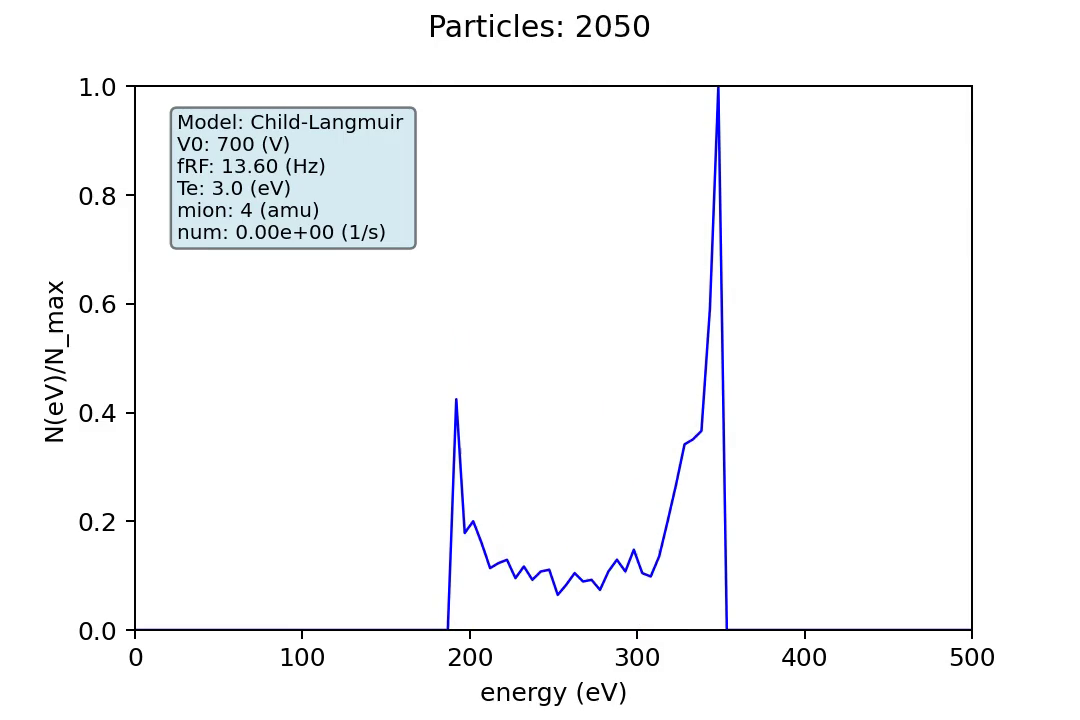 Particles: 2050
1.0
0.8
0.6
0.4
0.2
0.0
N(eV)/N_max
Model: Child-Langmuir
V0: 700 (V)
fRF: 13.60 (Hz)
Te: 3.0 (eV)
mion: 4 (amu)
num: 0.00e+00 (1/s)
0 100 200 300 400 500
energy (eV)